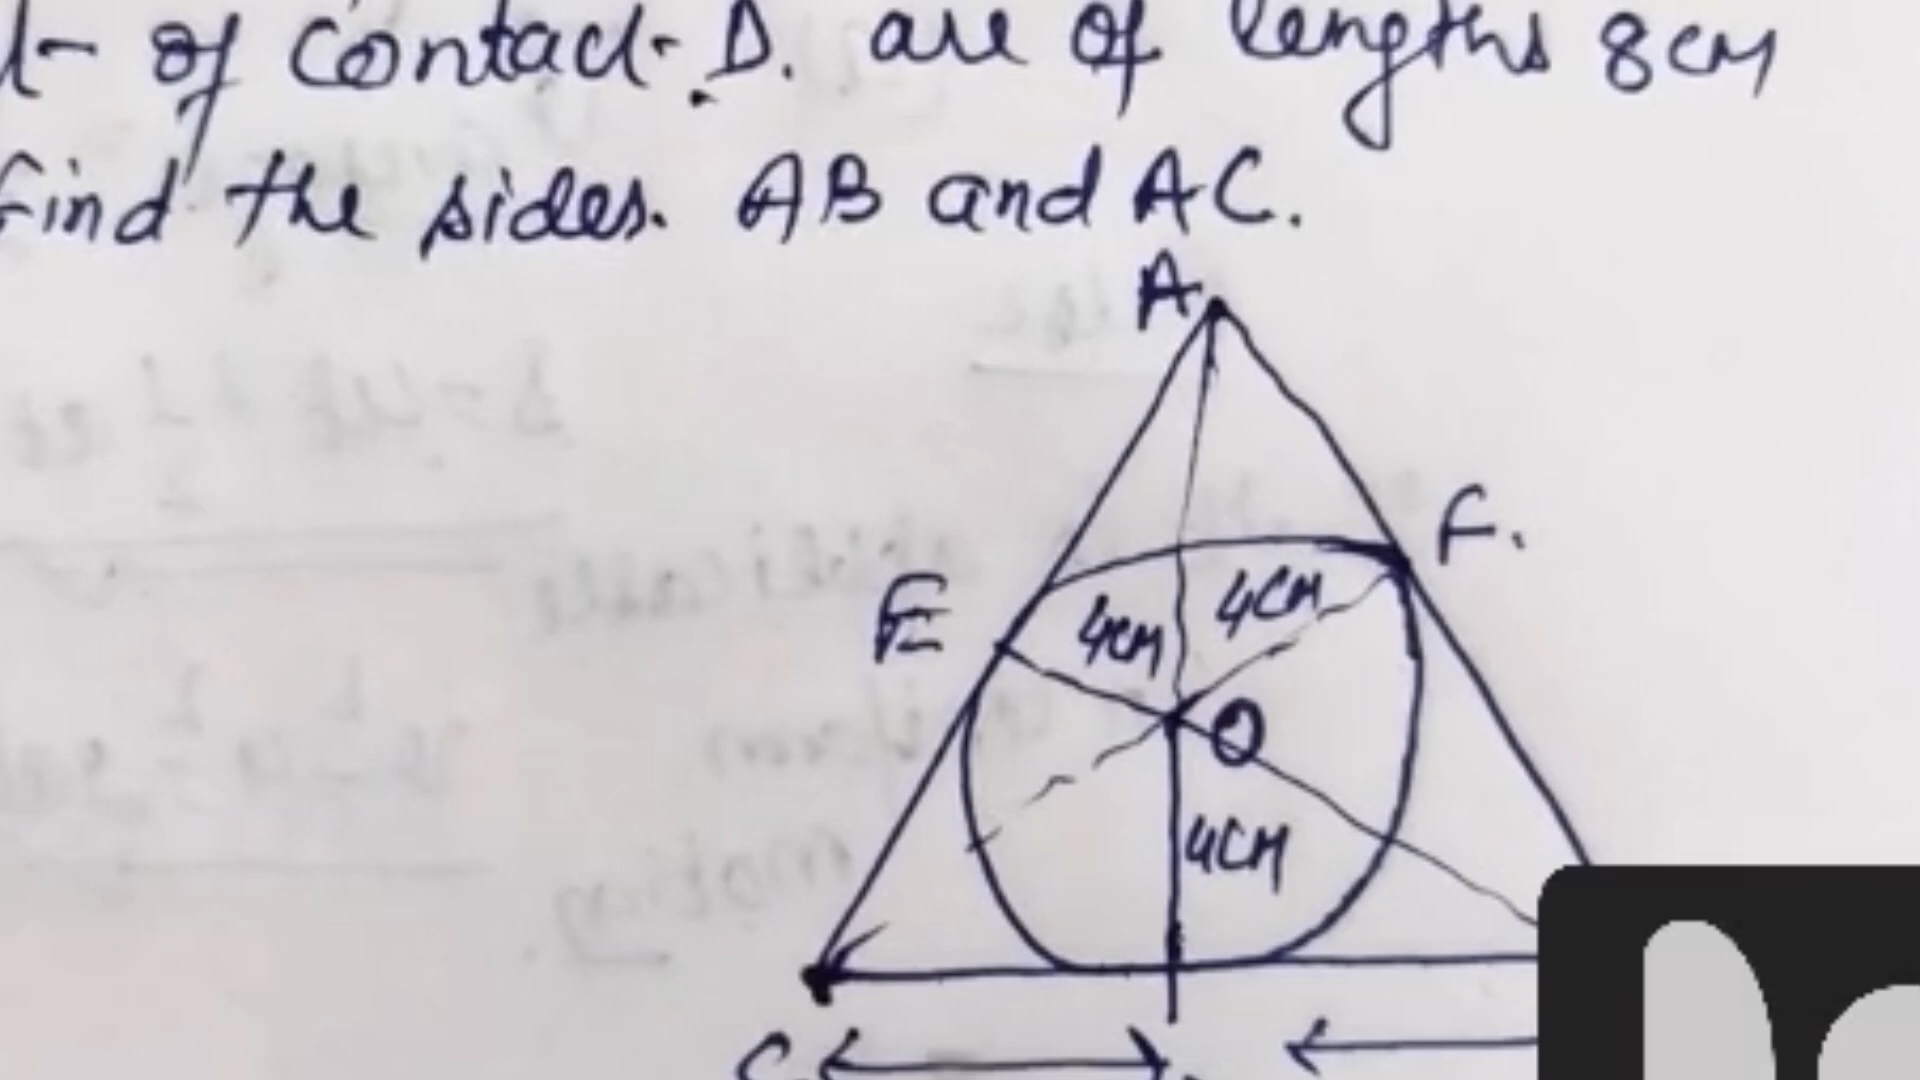 of contact D. are of lengths 8CM
find the sides. AB and AC.
A
F.
E
4CM
4CM
O
4CM
C